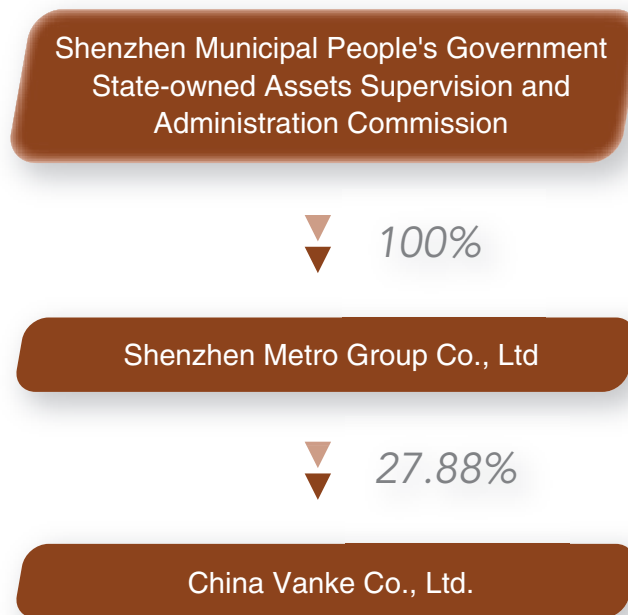 Shenzhen Municipal People's Government
State-owned Assets Supervision and
Administration Commission
100%
Shenzhen Metro Group Co., Ltd
27.88%
China Vanke Co., Ltd.